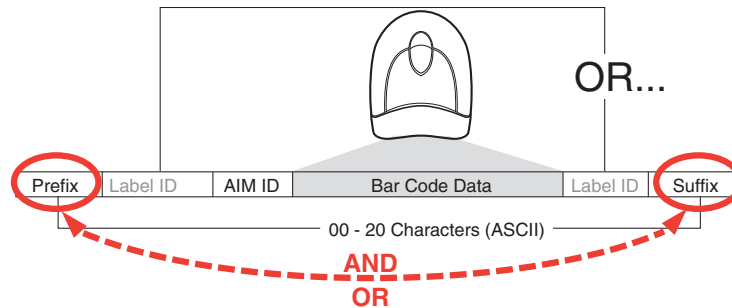 OR...
Prefix Label ID AIM ID Bar Code Data Label ID Suffix
00 - 20 Characters (ASCII)
AND
OR